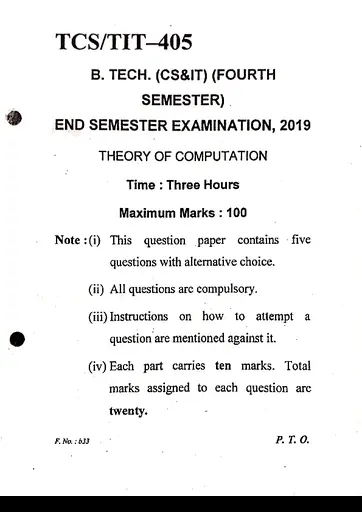 TCS/TIT–405
B. TECH. (CS&IT) (FOURTH
SEMESTER)
END SEMESTER EXAMINATION, 2019
THEORY OF COMPUTATION
Time : Three Hours
Maximum Marks : 100
Note : (i) This question paper contains five
questions with alternative choice.
(ii) All questions are compulsory.
(iii) Instructions on how to attempt a
question are mentioned against it.
(iv) Each part carries ten marks. Total
marks assigned to each question are
twenty.
F. No. : b33 P. T. O.